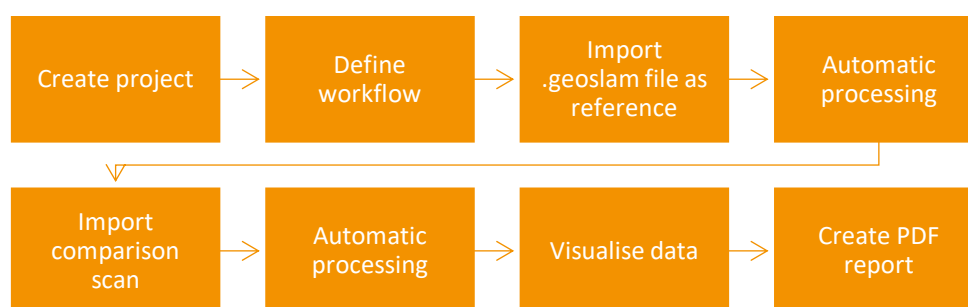 Create project
Define
workflow
Import
.geoslam file as
reference
Automatic
processing
Import
comparison
scan
Automatic
processing
Visualise data
Create PDF
report